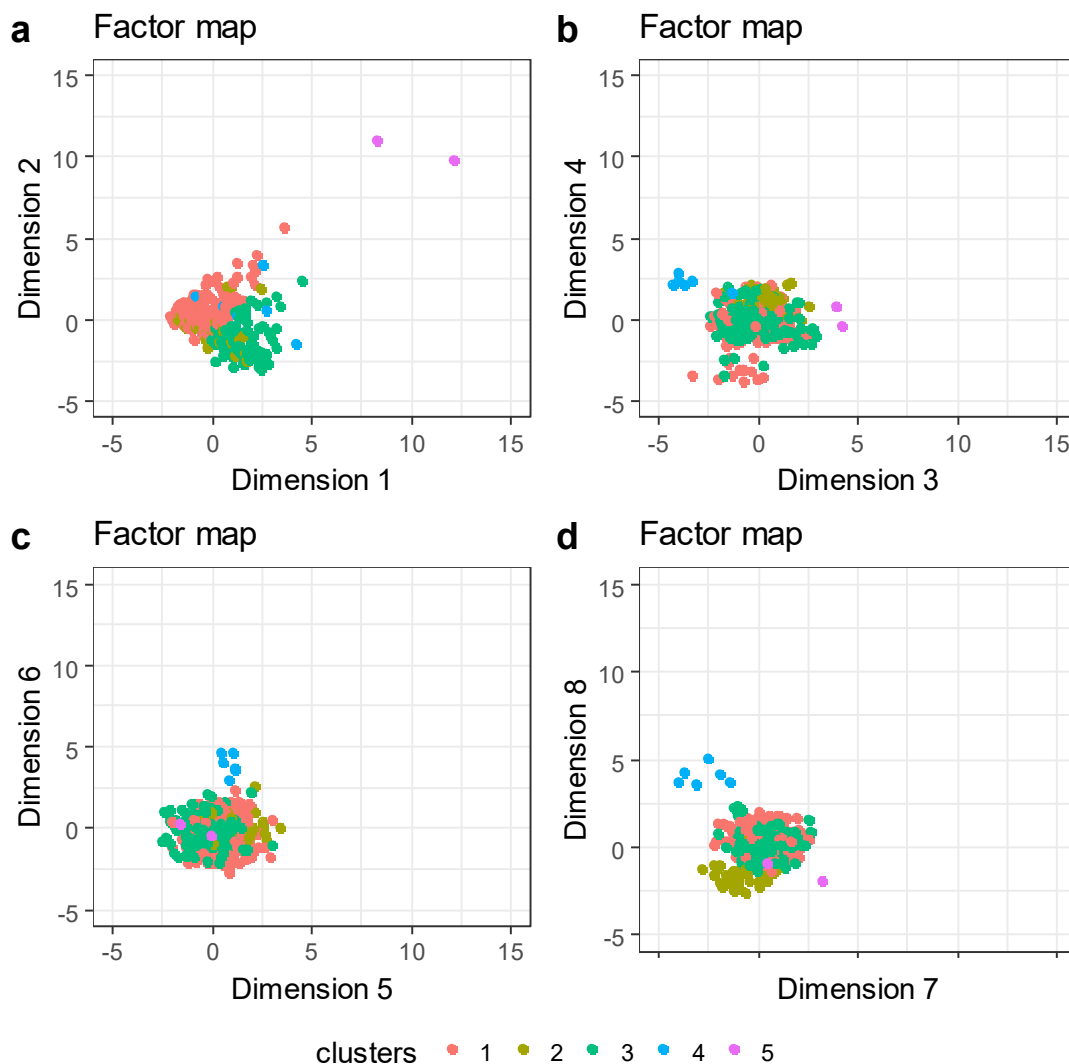 a Factor map
15
10
5
0
-5
Dimension 2
-5 0 5 10 15
Dimension 1
b Factor map
15
10
5
0
-5
Dimension 4
-5 0 5 10 15
Dimension 3
c Factor map
15
10
5
0
-5
Dimension 6
-5 0 5 10 15
Dimension 5
d Factor map
15
10
5
0
-5
Dimension 8
Dimension 7
clusters 1 2 3 4 5